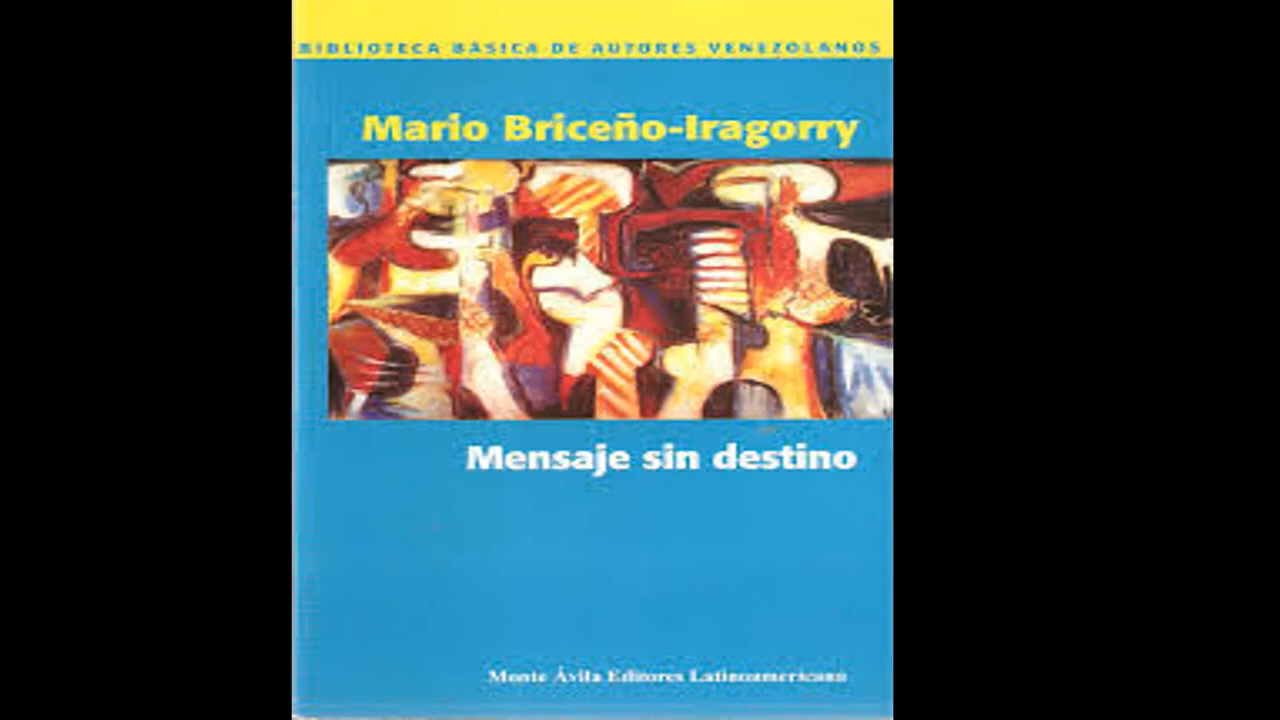 BIBLIOTECA BÁSICA DE AUTORES VENEZOLANOS
Mario Briceño-Iragorry
Mensaje sin destino
Monte Ávila Editores Latinoamericana